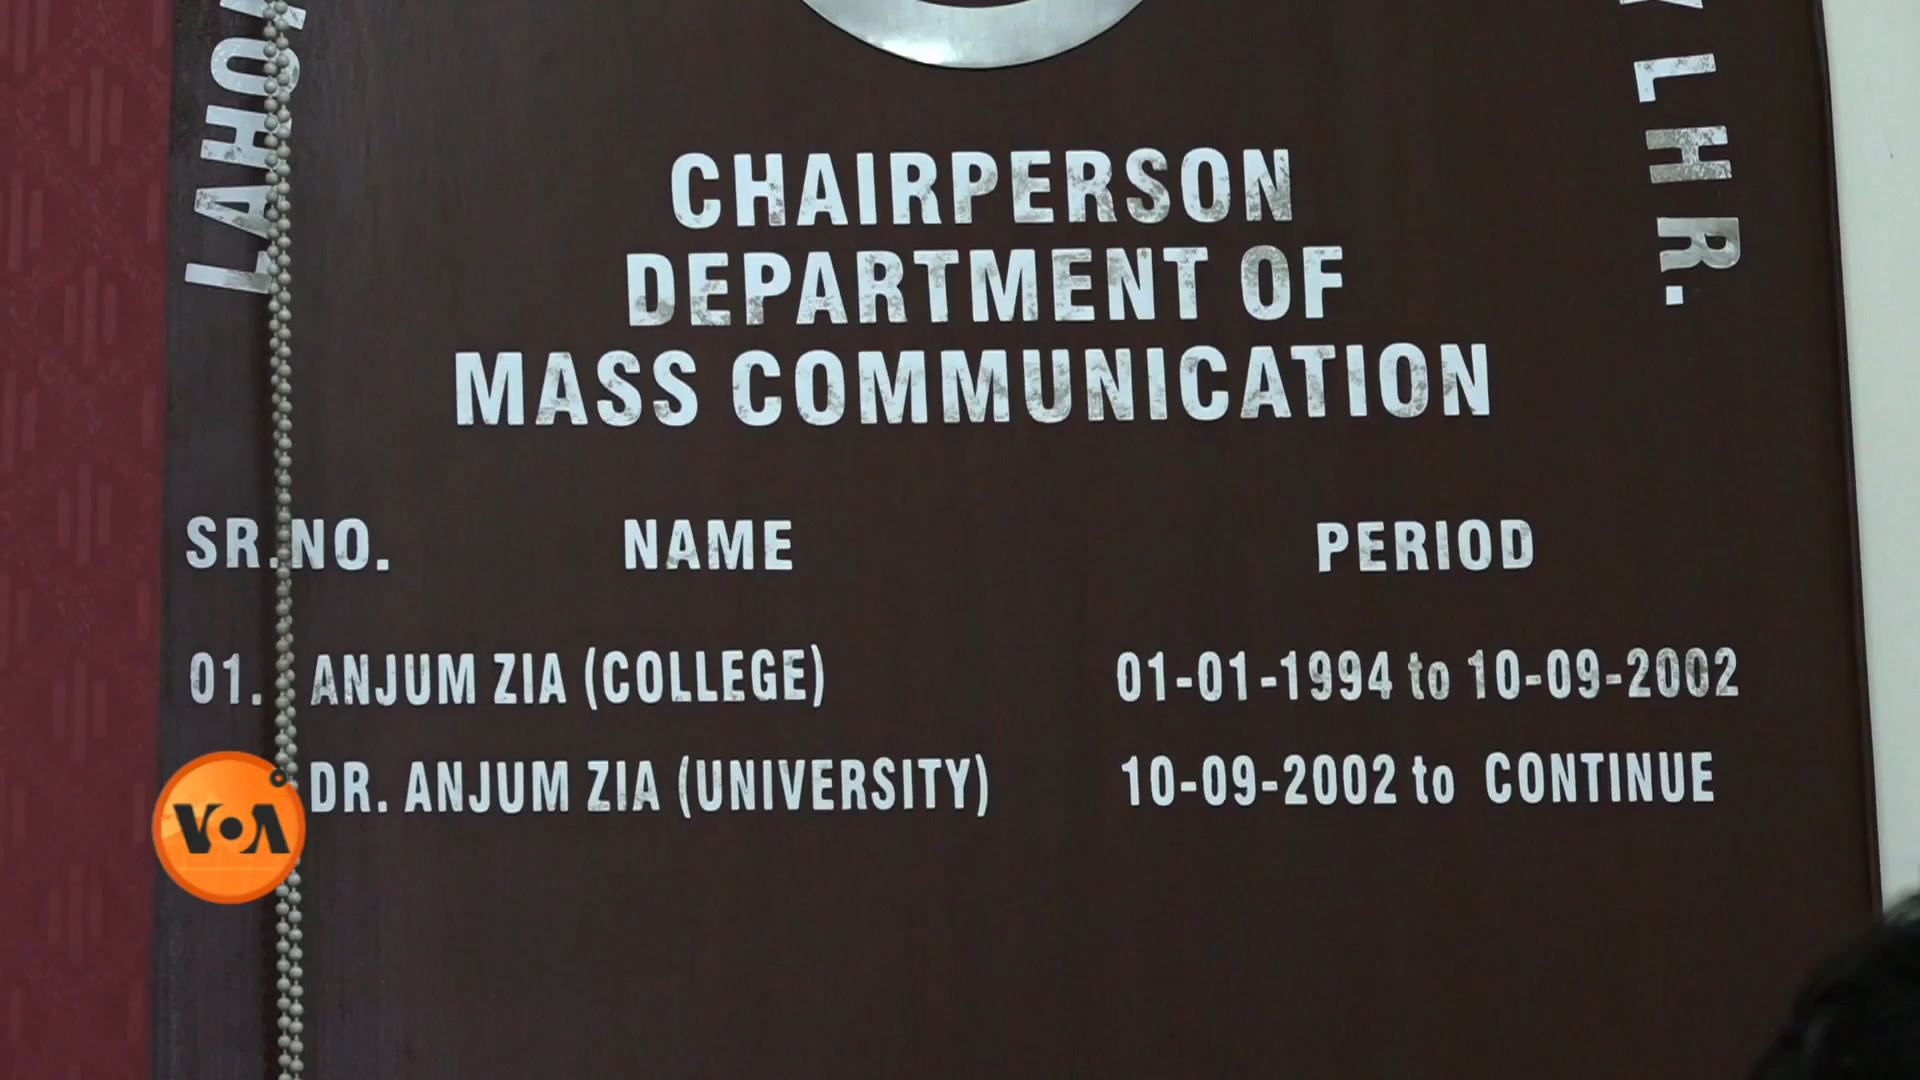 CHAIRPERSON
DEPARTMENT OF
MASS COMMUNICATION
SR.NO. NAME PERIOD
01. ANJUM ZIA (COLLEGE) 01-01-1994 to 10-09-2002
DR. ANJUM ZIA (UNIVERSITY) 10-09-2002 to CONTINUE
LHR.
VOA